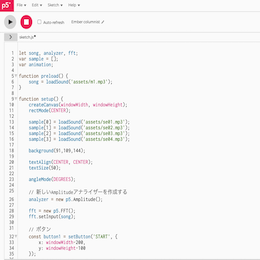 p5*
File Edit Sketch Help
Auto-refresh
sketch.js
1
2 let song, analyzer, fft;
3 var sample = [];
4 var animation;
5
6 function preload() {
7 song = loadSound('assets/m1.mp3');
8 }
9
10 function setup() {
11 createCanvas(windowWidth, windowHeight);
12 rectMode(CENTER);
13
14 sample[0] = loadSound('assets/se01.mp3');
15 sample[1] = loadSound('assets/se02.mp3');
16 sample[2] = loadSound('assets/se03.mp3');
17 sample[3] = loadSound('assets/se04.mp3');
18
19 background(91,109,144);
20
21 textAlign(CENTER, CENTER);
22 textSize(50);
23
24 angleMode(DEGREES);
25
26 // 新しいAmplitudeアナライザーを作成する
27 analyzer = new p5.Amplitude();
28
29 fft = new p5.FFT();
30 fft.setInput(song);
31
32 // ボタン
33 const button1 = setButton('START', {
34 x: windowWidth-200,
35 y: windowHeight-100
36 });